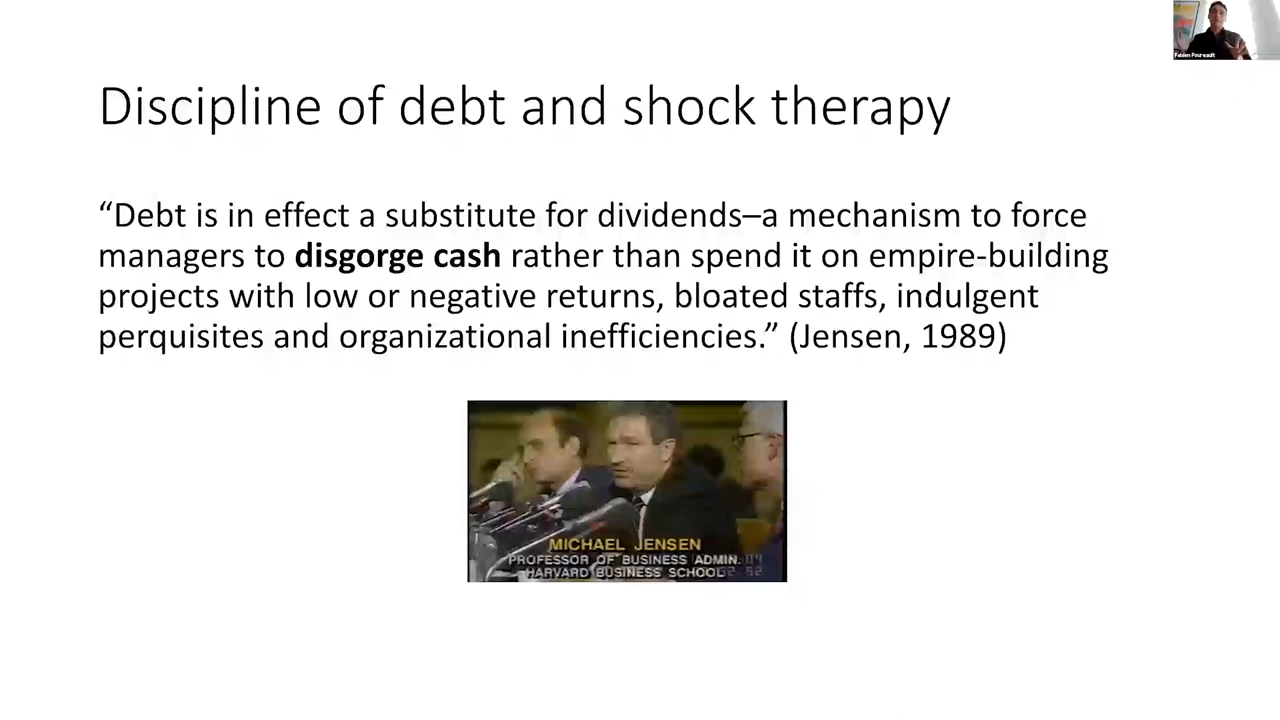 Fabien Foureault
Discipline of debt and shock therapy
“Debt is in effect a substitute for dividends–a mechanism to force
managers to disgorge cash rather than spend it on empire-building
projects with low or negative returns, bloated staffs, indulgent
perquisites and organizational inefficiencies.” (Jensen, 1989)
MICHAEL JENSEN
PROFESSOR OF BUSINESS ADMIN.
HARVARD BUSINESS SCHOOL